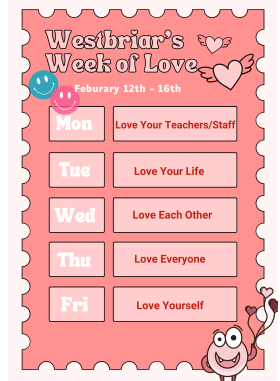 Westbriar's
Week of Love
Feburary 12th - 16th
Mon
Love Your Teachers/Staff
Tue
Love Your Life
Wed
Love Each Other
Thu
Love Everyone
Fri
Love Yourself